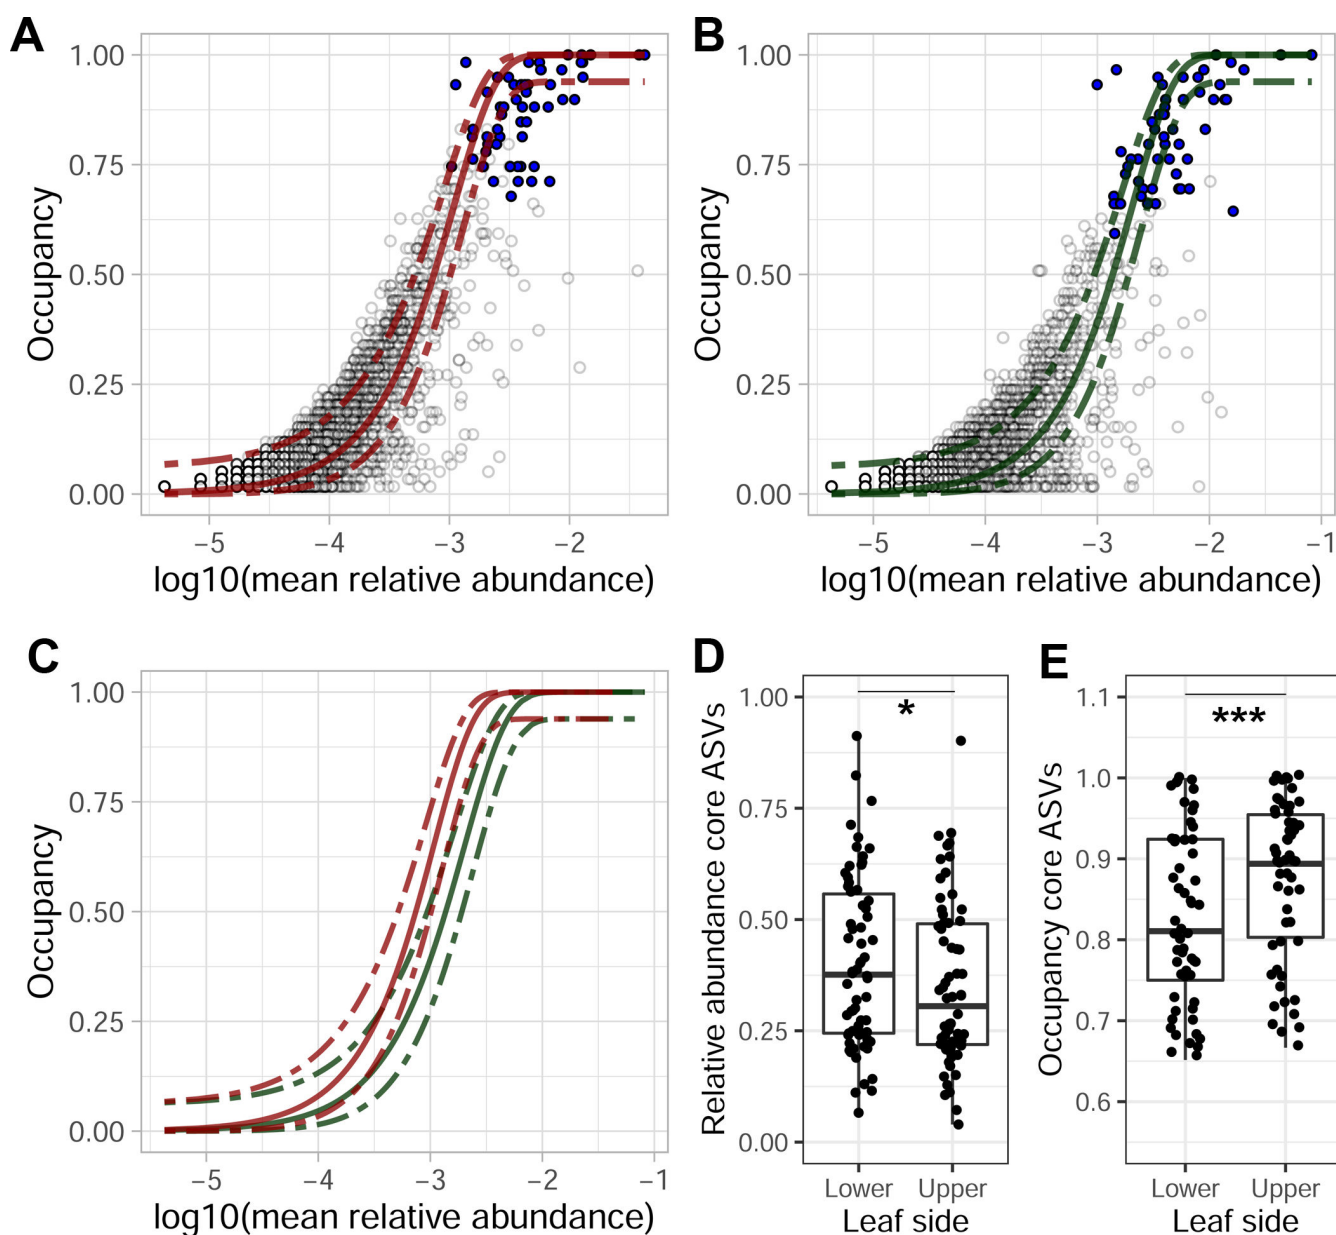 A
1.00
0.75
0.50
0.25
0.00
Occupancy
−5
−4
−3
−2
log10(mean relative abundance)
B
1.00
0.75
0.50
0.25
0.00
Occupancy
−5
−4
−3
−2
−1
log10(mean relative abundance)
C
1.00
0.75
0.50
0.25
0.00
Occupancy
−5
−4
−3
−2
−1
log10(mean relative abundance)
D
1.00
0.75
0.50
0.25
0.00
Relative abundance core ASVs
*
Lower
Upper
Leaf side
E
1.1
1.0
0.9
0.8
0.7
0.6
Occupancy core ASVs
***
Lower
Upper
Leaf side